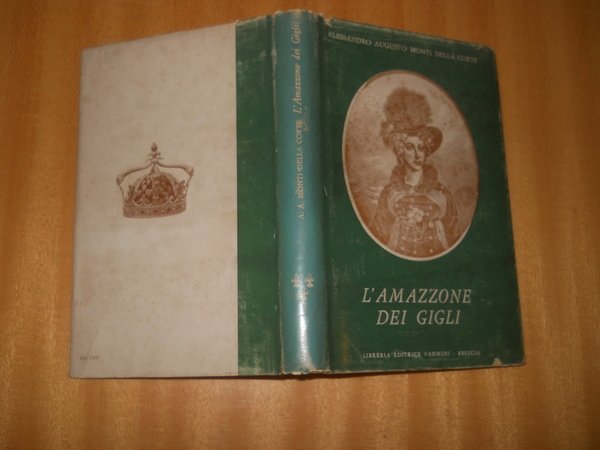 ALESSANDRO AUGUSTO MONTI DELLA CORTE
L'AMAZZONE
DEI GIGLI
LIBRERIA EDITRICE VANNINI - BRESCIA
A. A. MONTI DELLA CORTE L'Amazzone dei Gigli